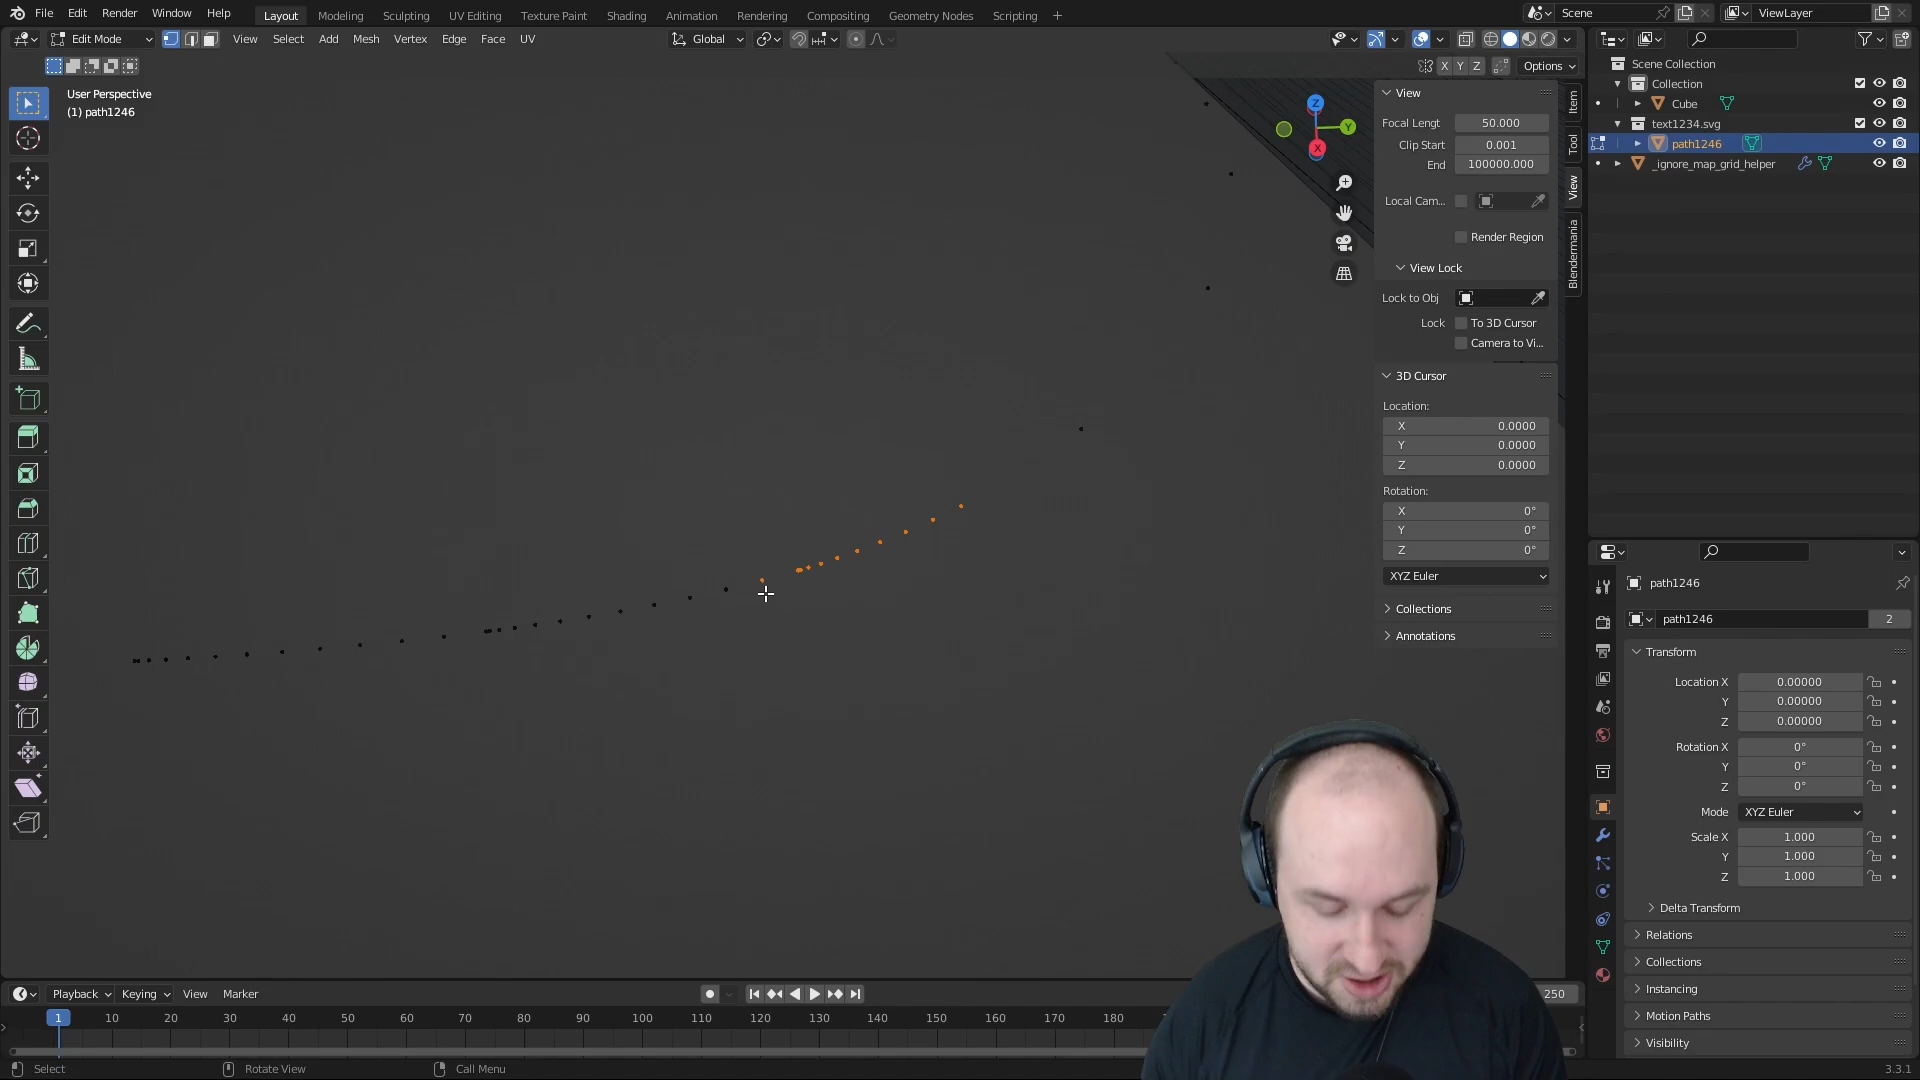 File Edit Render Window Help Layout Modeling Sculpting UV Editing Texture Paint Shading Animation Rendering Compositing Geometry Nodes Scripting Scene ViewLayer
Edit Mode View Select Add Mesh Vertex Edge Face UV Global
X Y Z Options
User Perspective
(1) path1246
View
Focal Lengt 50.000
Clip Start 0.001
End 100000.000
Local Cam...
Render Region
View Lock
Lock to Obj
Lock To 3D Cursor
Camera to Vi...
3D Cursor
Location:
X 0.0000
Y 0.0000
Z 0.0000
Rotation:
X 0°
Y 0°
Z 0°
XYZ Euler
Collections
Annotations
Item
Tool
View
Blendermania
Z
Y
X
Scene Collection
Collection
Cube
text1234.svg
path1246
_ignore_map_grid_helper
path1246
path1246 2
Transform
Location X 0.00000
Y 0.00000
Z 0.00000
Rotation X 0°
Y 0°
Z 0°
Mode XYZ Euler
Scale X 1.000
Y 1.000
Z 1.000
Delta Transform
Relations
Collections
Instancing
Motion Paths
Visibility
Playback Keying View Marker 250
1 10 20 30 40 50 60 70 80 90 100 110 120 130 140 150 160 170 180
Select Rotate View Call Menu 3.3.1